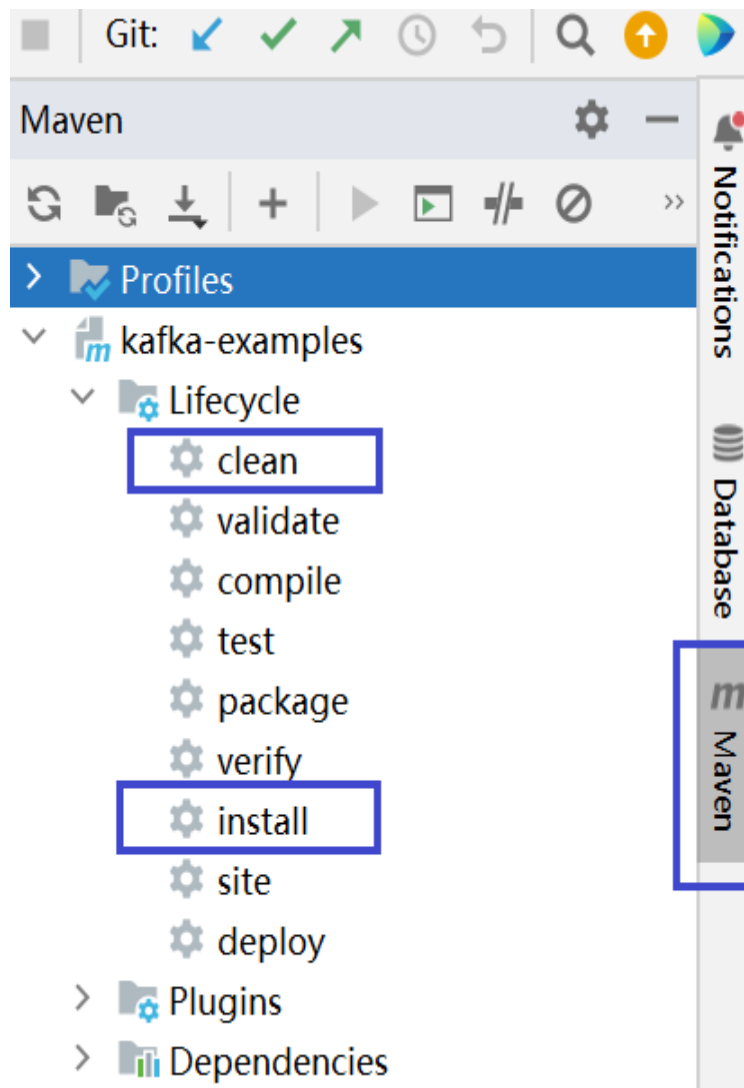 Git:
Maven
Profiles
kafka-examples
Lifecycle
clean
validate
compile
test
package
verify
install
site
deploy
Plugins
Dependencies
Notifications
Database
m Maven